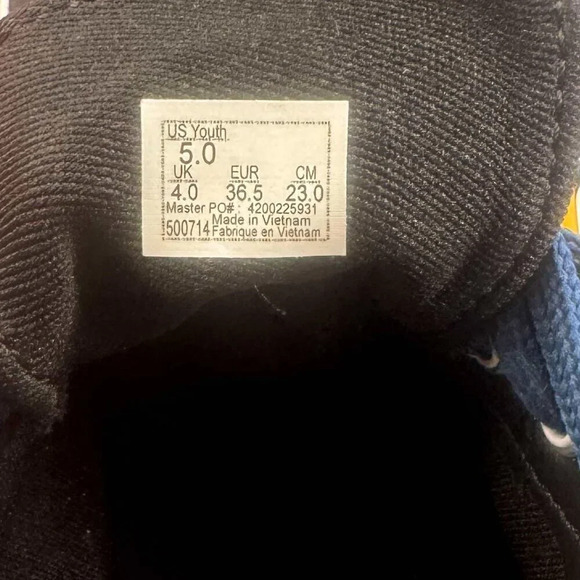 US Youth
5.0
UK EUR CM
4.0 36.5 23.0
Master PO# : 4200225931
Made in Vietnam
500714 Fabrique en Vietnam